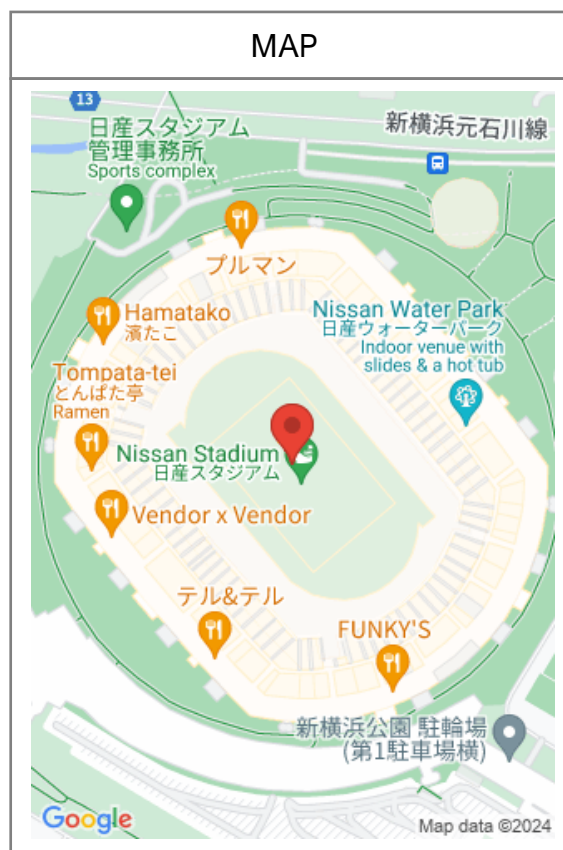 MAP
13
新横浜元石川線
日産スタジアム
管理事務所
Sports complex
プルマン
Hamatako
濱たこ
Nissan Water Park
日産ウォーターパーク
Indoor venue with
slides & a hot tub
Tompata-tei
とんぱた亭
Ramen
Nissan Stadium
日産スタジアム
Vendor x Vendor
テル&テル
FUNKY'S
新横浜公園 駐輪場
(第1駐車場横)
Google
Map data ©2024